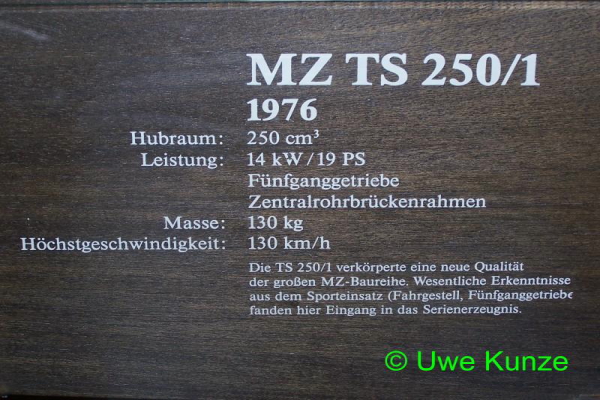 MZ TS 250/1
1976
Hubraum: 250 cm³
Leistung: 14 kW/19 PS
Fünfganggetriebe
Zentralrohrbrückenrahmen
Masse: 130 kg
Höchstgeschwindigkeit: 130 km/h
Die TS 250/1 verkörperte eine neue Qualität
der großen MZ-Baureihe. Wesentliche Erkenntnisse
aus dem Sporteinsatz (Fahrgestell, Fünfganggetriebe
fanden hier Eingang in das Serienerzeugnis.
© Uwe Kunze